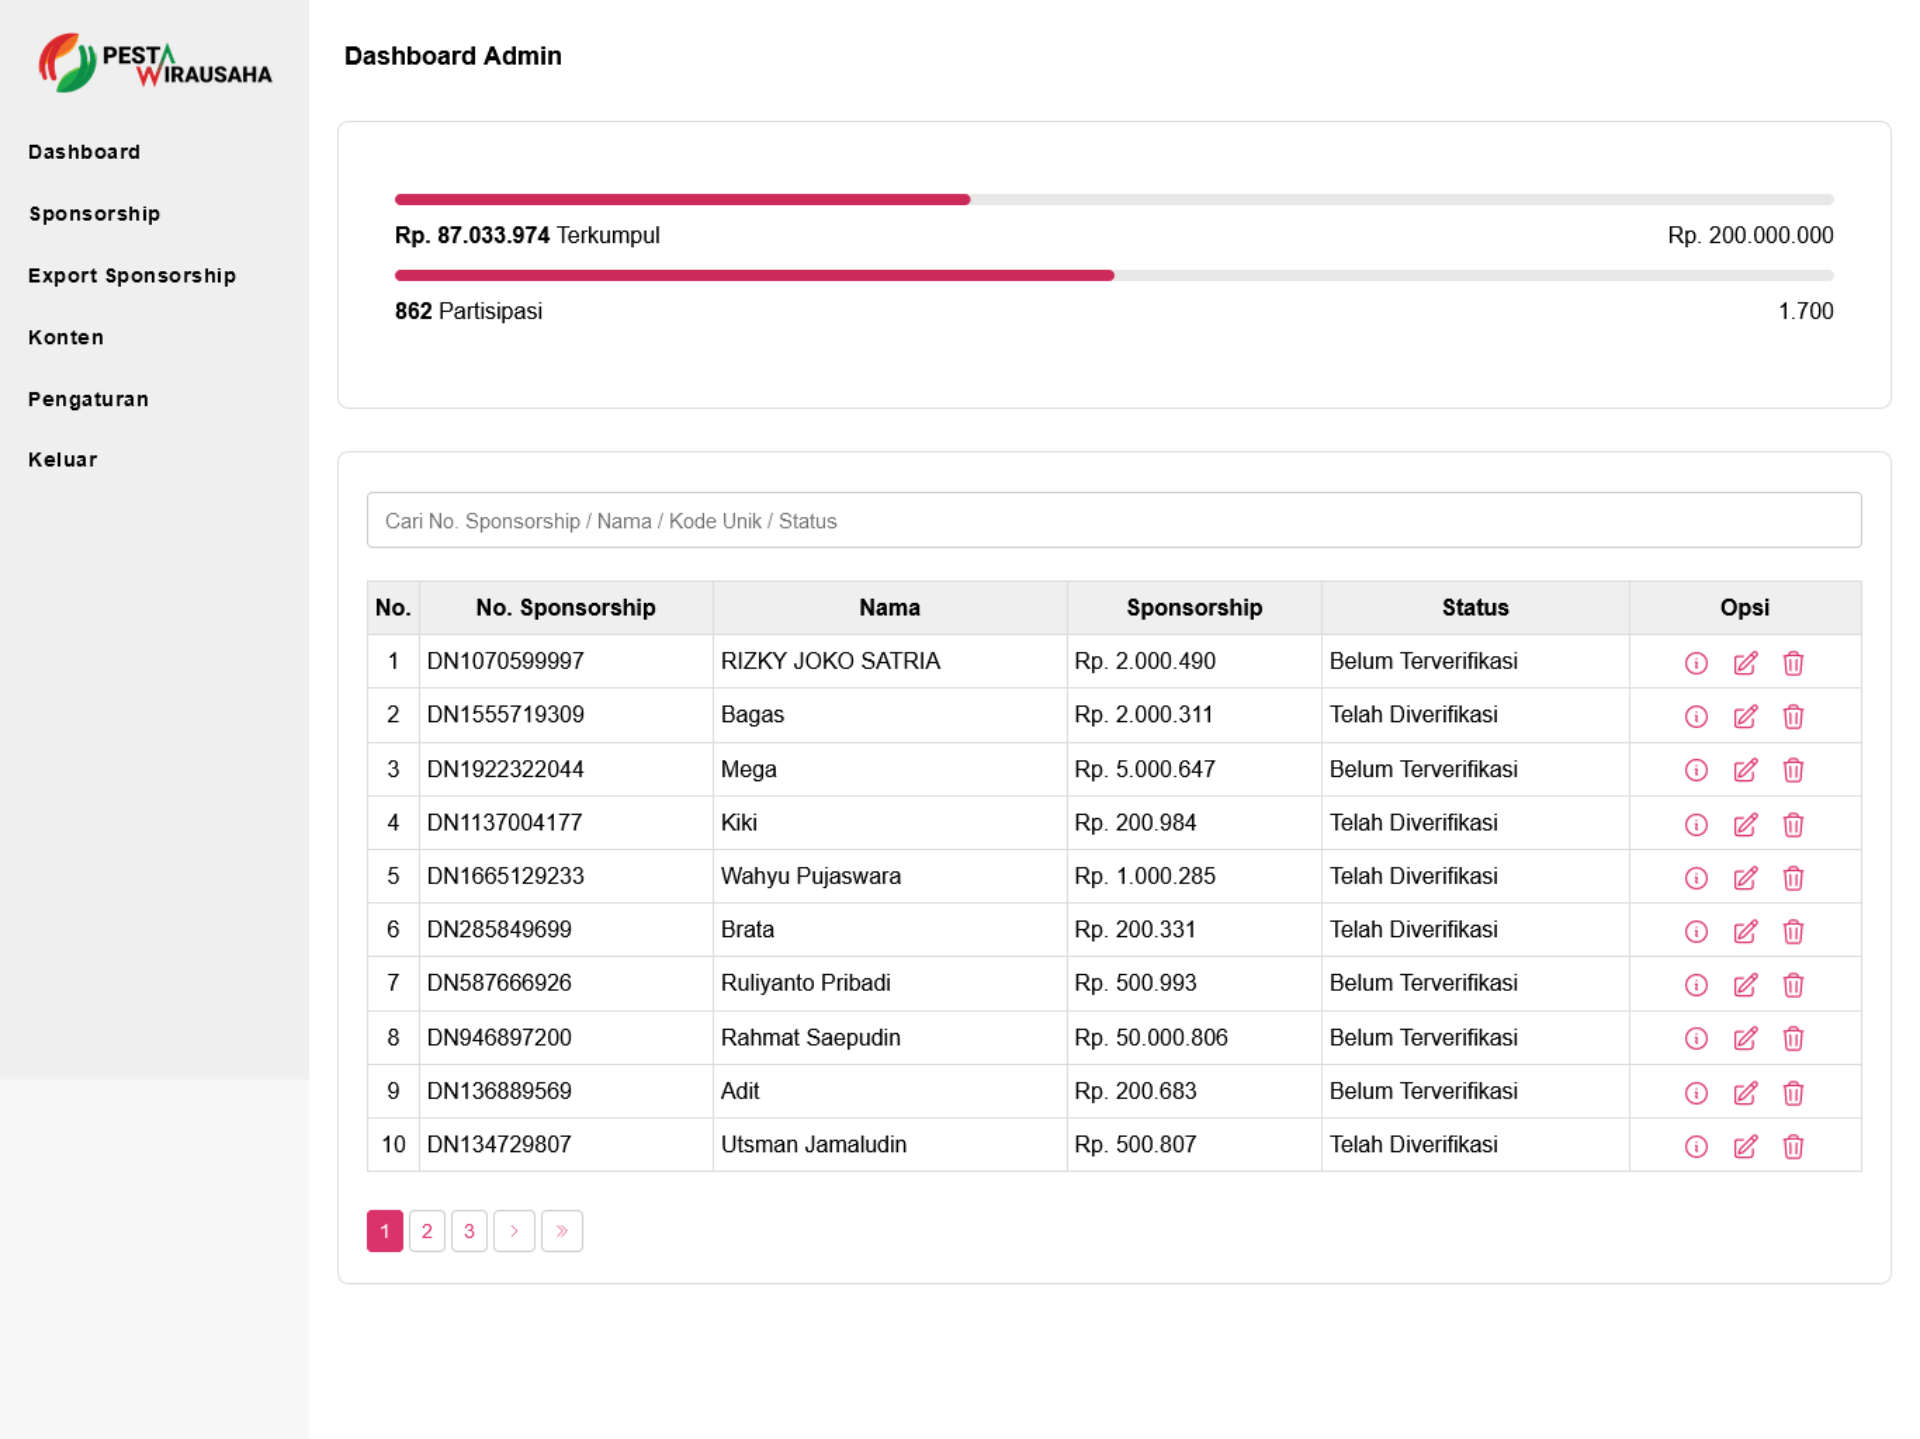 PESTA
WIRAUSAHA
Dashboard
Sponsorship
Export Sponsorship
Konten
Pengaturan
Keluar
Dashboard Admin
Rp. 87.033.974 Terkumpul Rp. 200.000.000
862 Partisipasi 1.700
Cari No. Sponsorship / Nama / Kode Unik / Status
No. No. Sponsorship Nama Sponsorship Status Opsi
1 DN1070599997 RIZKY JOKO SATRIA Rp. 2.000.490 Belum Terverifikasi
2 DN1555719309 Bagas Rp. 2.000.311 Telah Diverifikasi
3 DN1922322044 Mega Rp. 5.000.647 Belum Terverifikasi
4 DN1137004177 Kiki Rp. 200.984 Telah Diverifikasi
5 DN1665129233 Wahyu Pujaswara Rp. 1.000.285 Telah Diverifikasi
6 DN285849699 Brata Rp. 200.331 Telah Diverifikasi
7 DN587666926 Ruliyanto Pribadi Rp. 500.993 Belum Terverifikasi
8 DN946897200 Rahmat Saepudin Rp. 50.000.806 Belum Terverifikasi
9 DN136889569 Adit Rp. 200.683 Belum Terverifikasi
10 DN134729807 Utsman Jamaludin Rp. 500.807 Telah Diverifikasi
1 2 3 › »